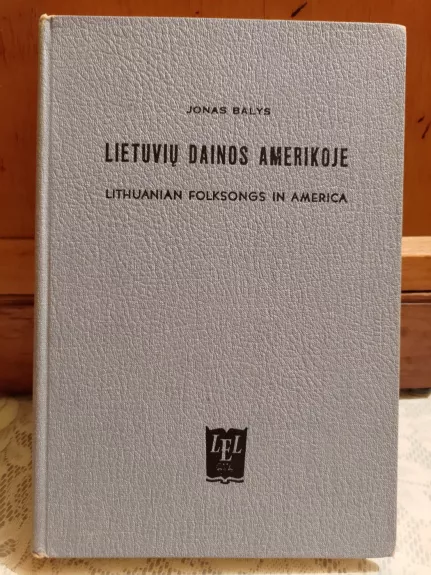 JONAS BALYS
LIETUVIŲ DAINOS AMERIKOJE
LITHUANIAN FOLKSONGS IN AMERICA
LEL